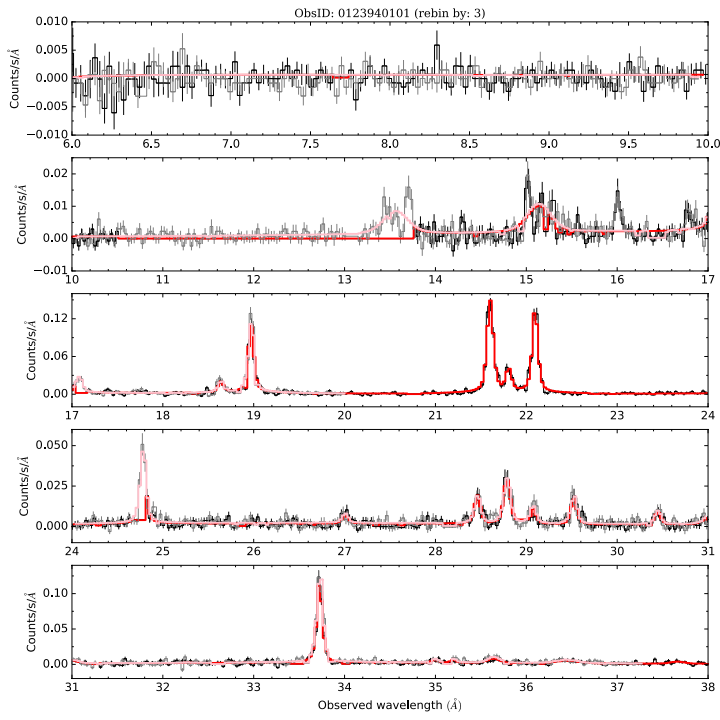 ObsID: 0123940101 (rebin by: 3)
0.010
0.005
0.000
−0.005
−0.010
Counts/s/Å
6.0 6.5 7.0 7.5 8.0 8.5 9.0 9.5 10.0
0.02
0.01
0.00
−0.01
Counts/s/Å
10 11 12 13 14 15 16 17
0.12
0.06
0.00
Counts/s/Å
17 18 19 20 21 22 23 24
0.050
0.025
0.000
Counts/s/Å
24 25 26 27 28 29 30 31
0.10
0.05
0.00
Counts/s/Å
31 32 33 34 35 36 37 38
Observed wavelength (Å)